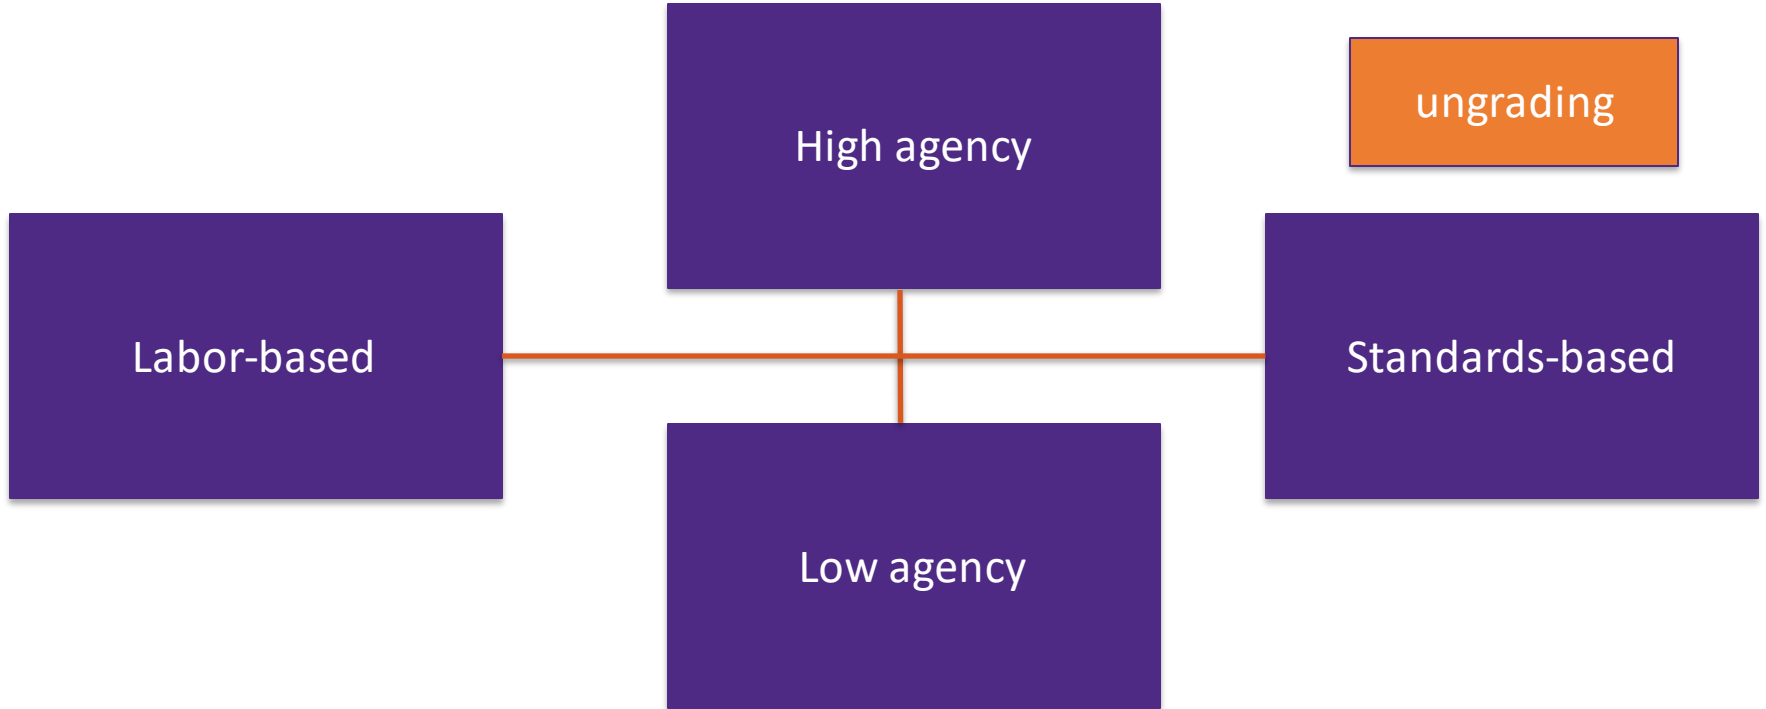 High agency
ungrading
Labor-based
Standards-based
Low agency